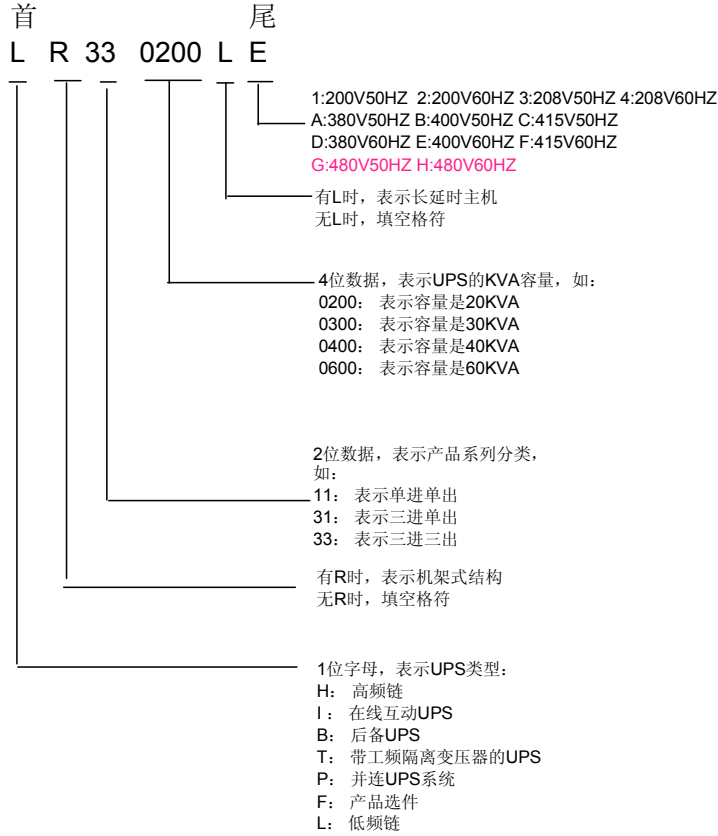 首 尾
L R 33 0200 L E
1:200V50HZ 2:200V60HZ 3:208V50HZ 4:208V60HZ
A:380V50HZ B:400V50HZ C:415V50HZ
D:380V60HZ E:400V60HZ F:415V60HZ
G:480V50HZ H:480V60HZ
有L时，表示长延时主机
无L时，填空格符
4位数据，表示UPS的KVA容量，如：
0200： 表示容量是20KVA
0300： 表示容量是30KVA
0400： 表示容量是40KVA
0600： 表示容量是60KVA
2位数据，表示产品系列分类，
如：
11： 表示单进单出
31： 表示三进单出
33： 表示三进三出
有R时，表示机架式结构
无R时，填空格符
1位字母，表示UPS类型：
H： 高频链
I： 在线互动UPS
B： 后备UPS
T： 带工频隔离变压器的UPS
P： 并连UPS系统
F： 产品选件
L： 低频链